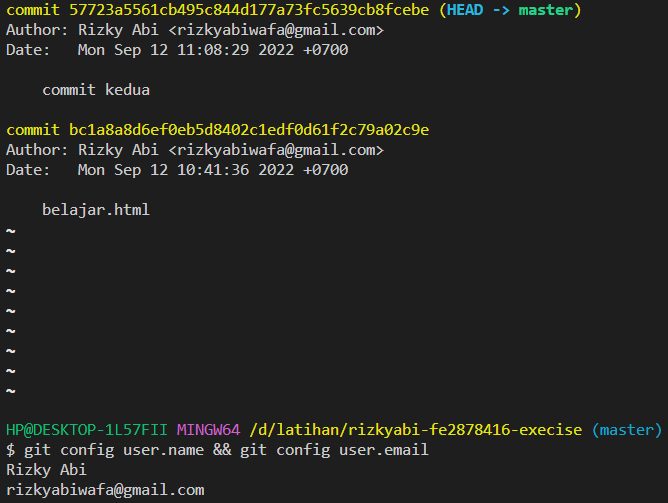 commit 57723a5561cb495c844d177a73fc5639cb8fcebe (HEAD -> master)
Author: Rizky Abi <rizkyabiwafa@gmail.com>
Date:   Mon Sep 12 11:08:29 2022 +0700
commit kedua
commit bc1a8a8d6ef0eb5d8402c1edf0d61f2c79a02c9e
Author: Rizky Abi <rizkyabiwafa@gmail.com>
Date:   Mon Sep 12 10:41:36 2022 +0700
belajar.html
~
~
~
~
~
~
~
~
~
HP@DESKTOP-1L57FII MINGW64 /d/latihan/rizkyabi-fe2878416-execise (master)
$ git config user.name && git config user.email
Rizky Abi
rizkyabiwafa@gmail.com